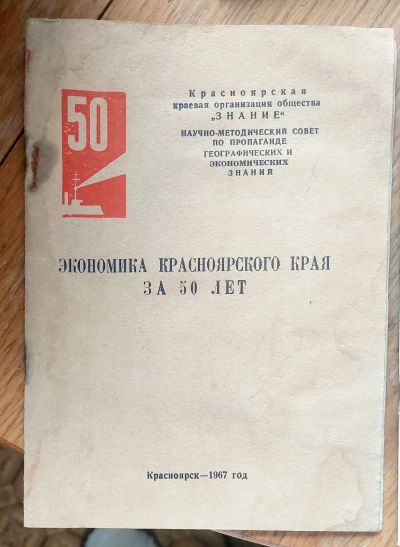 50
Красноярская
краевая организация общества
„ЗНАНИЕ“
НАУЧНО-МЕТОДИЧЕСКИЙ СОВЕТ
ПО ПРОПАГАНДЕ
ГЕОГРАФИЧЕСКИХ И
ЭКОНОМИЧЕСКИХ
ЗНАНИЙ
ЭКОНОМИКА КРАСНОЯРСКОГО КРАЯ
ЗА 50 ЛЕТ
Красноярск—1967 год